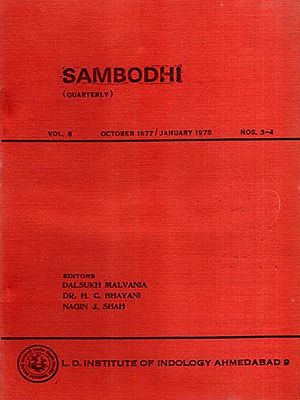 SAMBODHI
(QUARTERLY)
VOL. 6 OCTOBER 1977/JANUARY 1978 NOS. 3-4
EDITORS
DALSUKH MALVANIA
DR. H. C. BHAYANI
NAGIN J. SHAH
L. D. INSTITUTE OF INDOLOGY AHMEDABAD 9